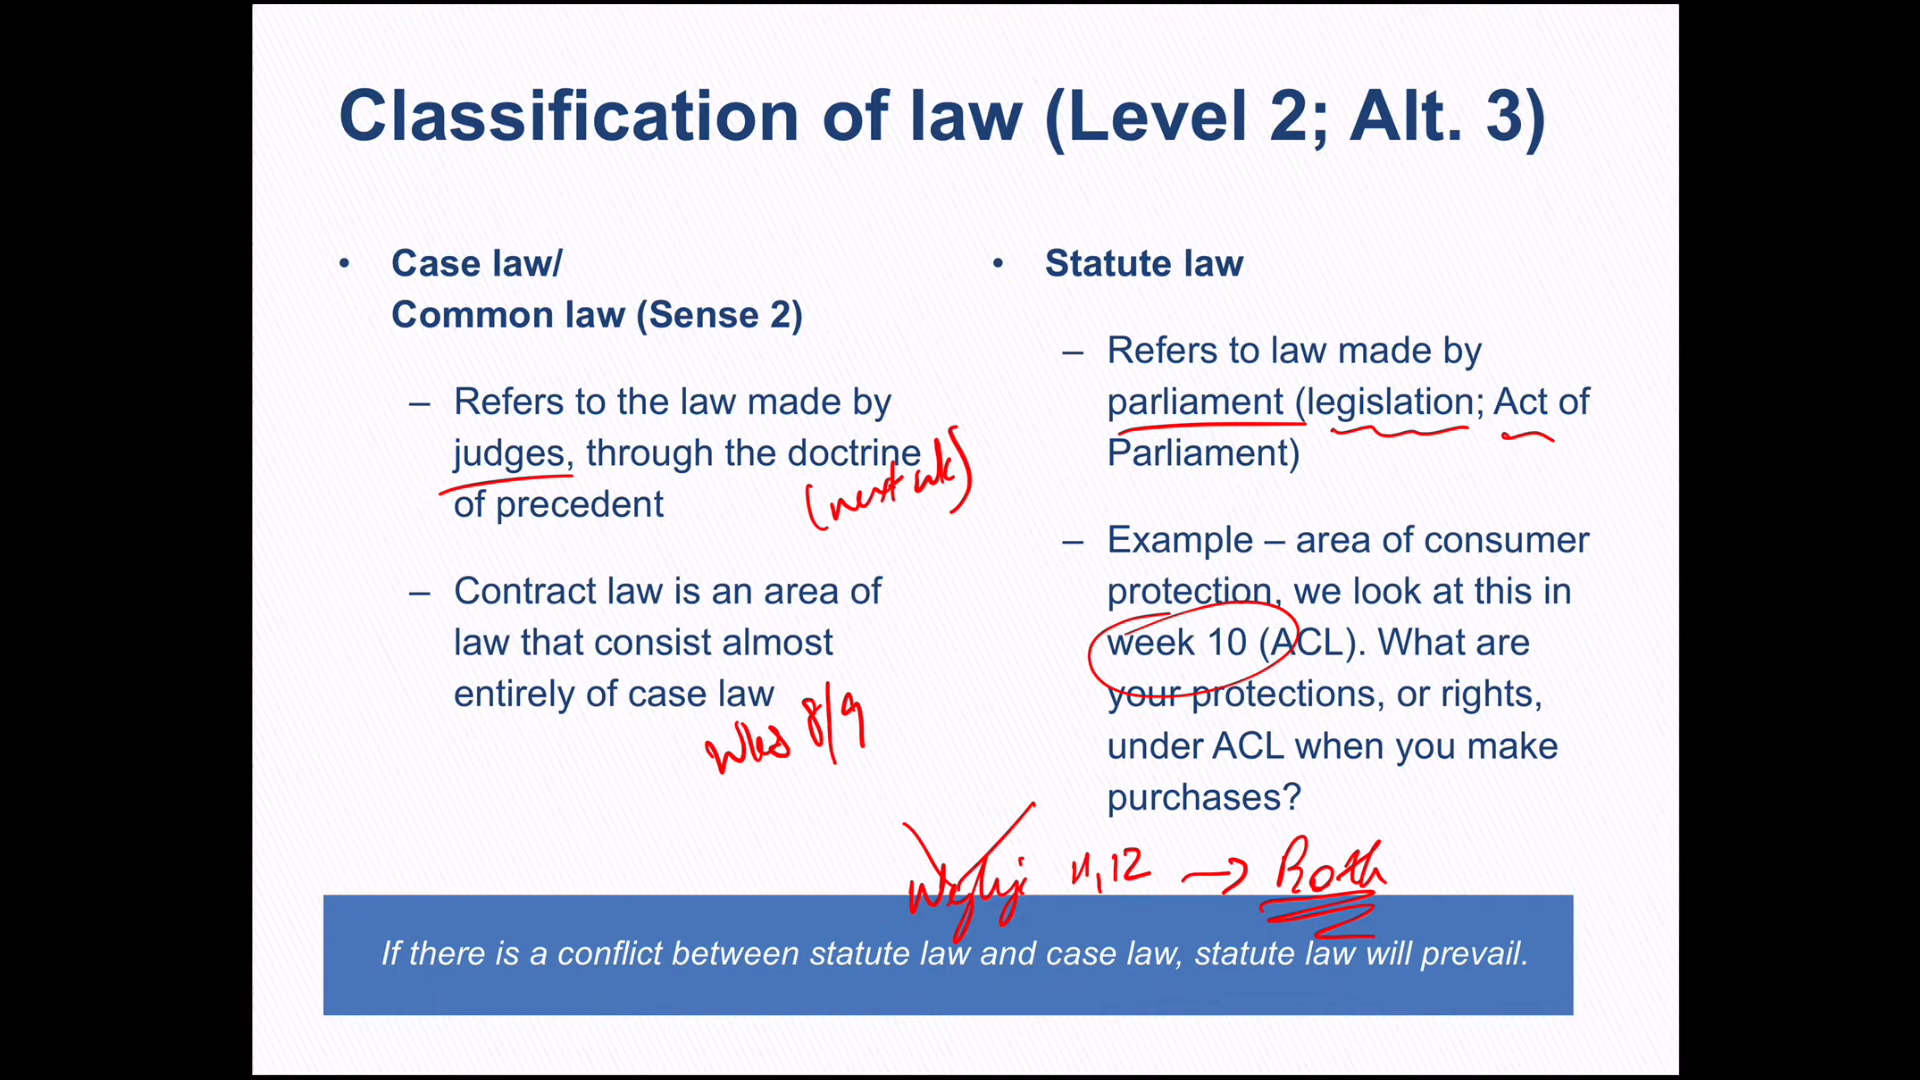 Classification of law (Level 2; Alt. 3)
• Case law/
Common law (Sense 2)
– Refers to the law made by
judges, through the doctrine
of precedent
(next wk)
– Contract law is an area of
law that consist almost
entirely of case law
wks 8/9
• Statute law
– Refers to law made by
parliament (legislation; Act of
Parliament)
– Example – area of consumer
protection, we look at this in
week 10 (ACL). What are
your protections, or rights,
under ACL when you make
purchases?
11,12 → Both
If there is a conflict between statute law and case law, statute law will prevail.